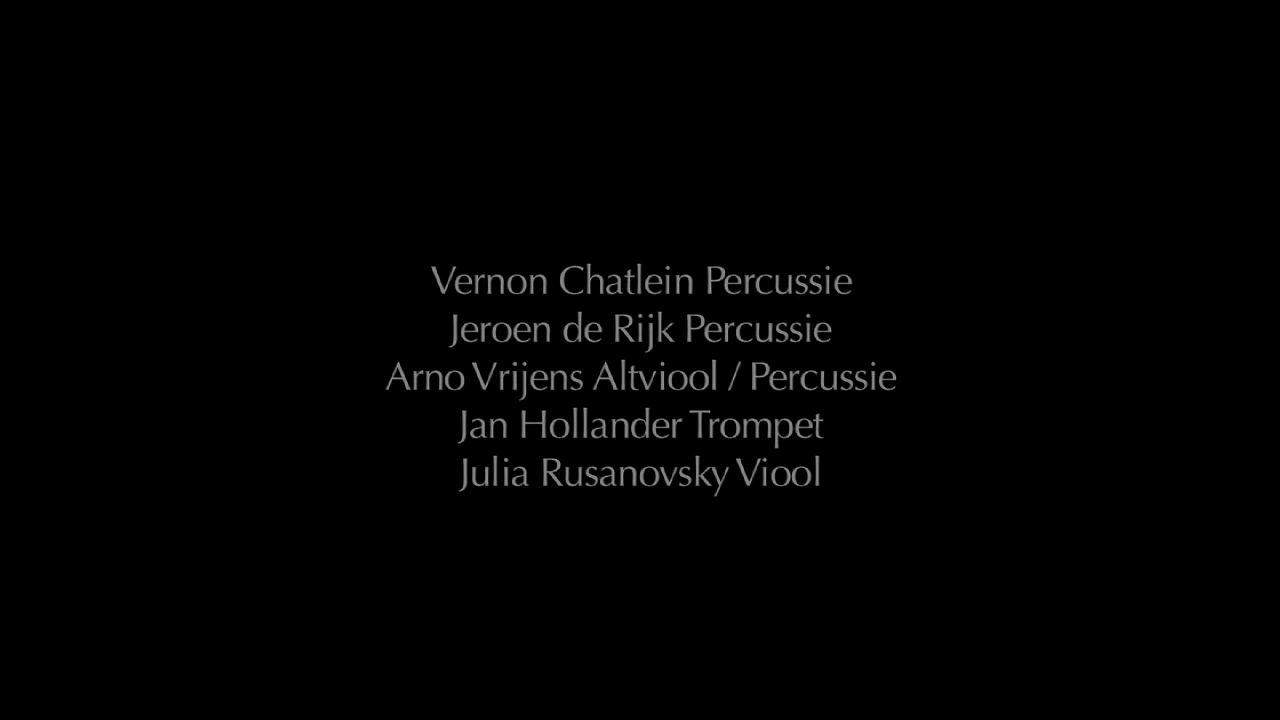 Vernon Chatlein Percussie
Jeroen de Rijk Percussie
Arno Vrijens Altviool / Percussie
Jan Hollander Trompet
Julia Rusanovsky Viool